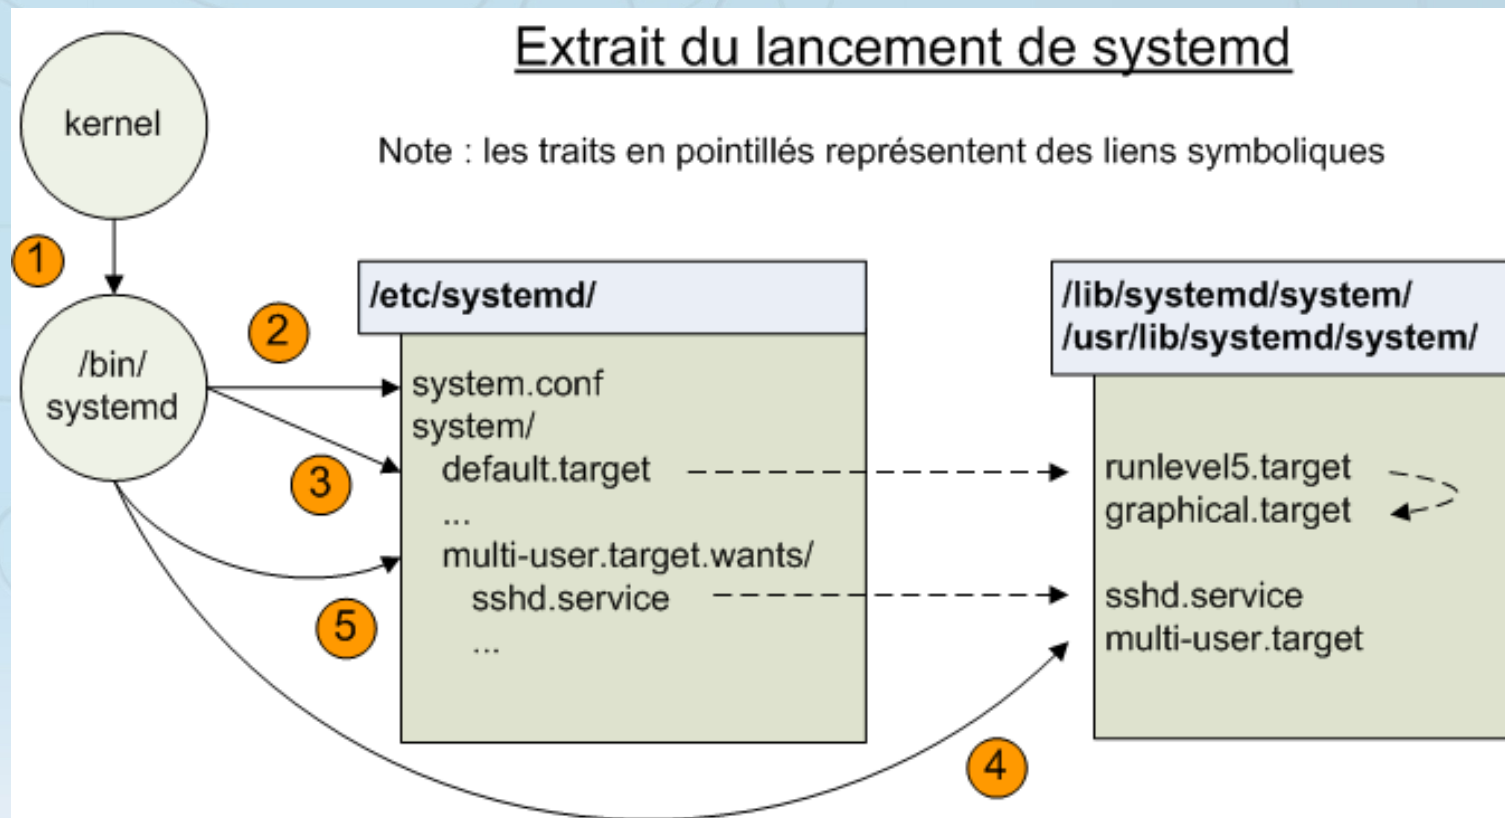 Extrait du lancement de systemd
Note : les traits en pointillés représentent des liens symboliques
kernel
1
/bin/
systemd
2
3
5
4
/etc/systemd/
system.conf
system/
default.target
...
multi-user.target.wants/
sshd.service
...
/lib/systemd/system/
/usr/lib/systemd/system/
runlevel5.target
graphical.target
sshd.service
multi-user.target